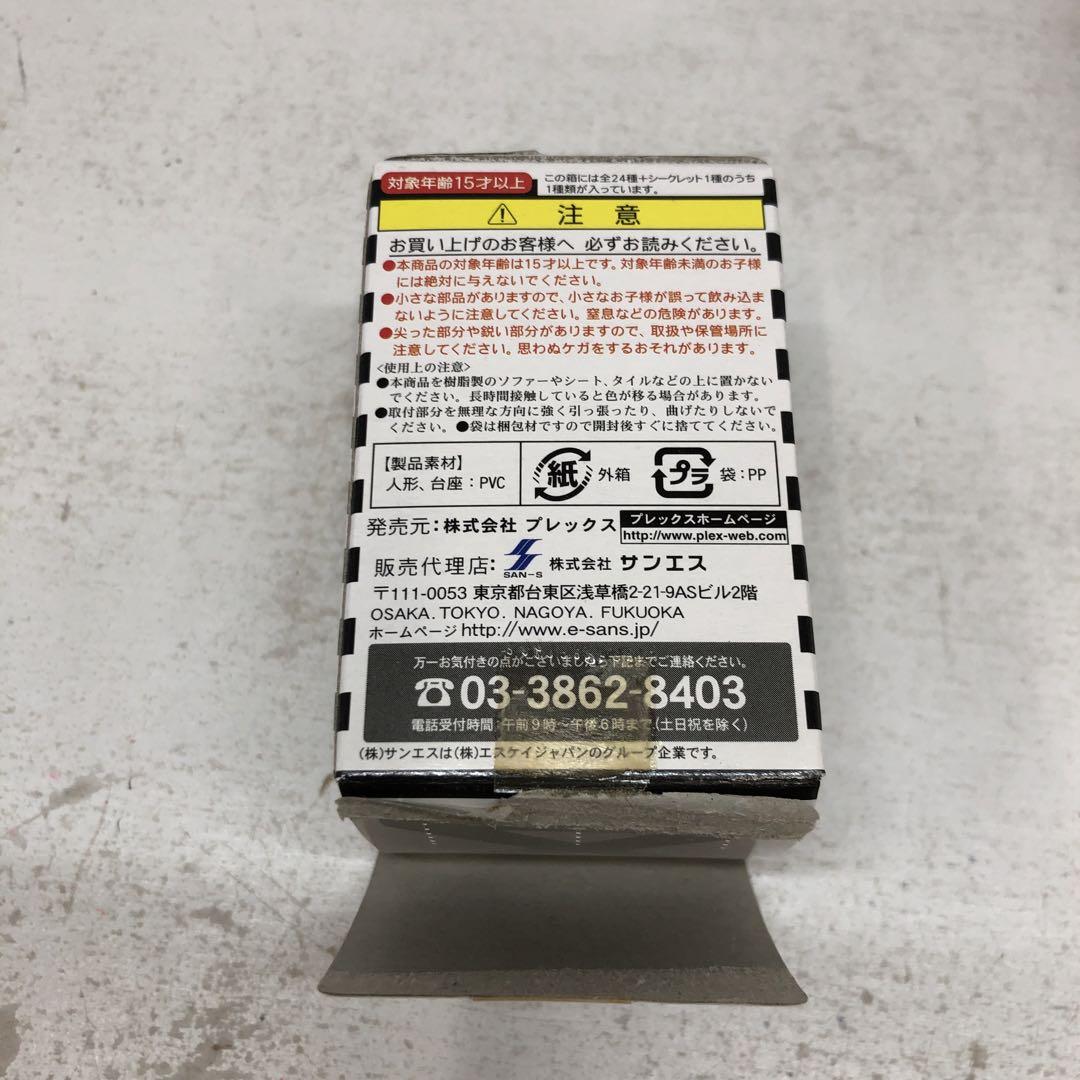 対象年齢15才以上
この箱には全24種+シークレット1種のうち
1種類が入っています。
注 意
お買い上げのお客様へ 必ずお読みください。
●本商品の対象年齢は15才以上です。対象年齢未満のお子様
には絶対に与えないでください。
●小さな部品がありますので、小さなお子様が誤って飲み込ま
ないように注意してください。窒息などの危険があります。
●尖った部分や鋭い部分がありますので、取扱や保管場所に
注意してください。思わぬケガをするおそれがあります。
<使用上の注意>
●本商品を樹脂製のソファーやシート、タイルなどの上に置かない
でください。長時間接触していると色が移る場合があります。
●取付部分を無理な方向に強く引っ張ったり、曲げたりしないで
ください。●袋は梱包材ですので開封後すぐに捨ててください。
【製品素材】
人形、台座:PVC
紙 外箱
プラ 袋:PP
発売元:株式会社 プレックス
プレックスホームページ
http://www.plex-web.com
販売代理店: SAN-S 株式会社 サンエス
〒111-0053 東京都台東区浅草橋2-21-9ASビル2階
OSAKA. TOKYO. NAGOYA. FUKUOKA
ホームページ http://www.e-sans.jp/
万一お気付きの点がございましたら下記までご連絡ください。
☎03-3862-8403
電話受付時間:午前9時〜午後6時まで(土日祝を除く)
(株)サンエスは(株)エスケイジャパンのグループ企業です。